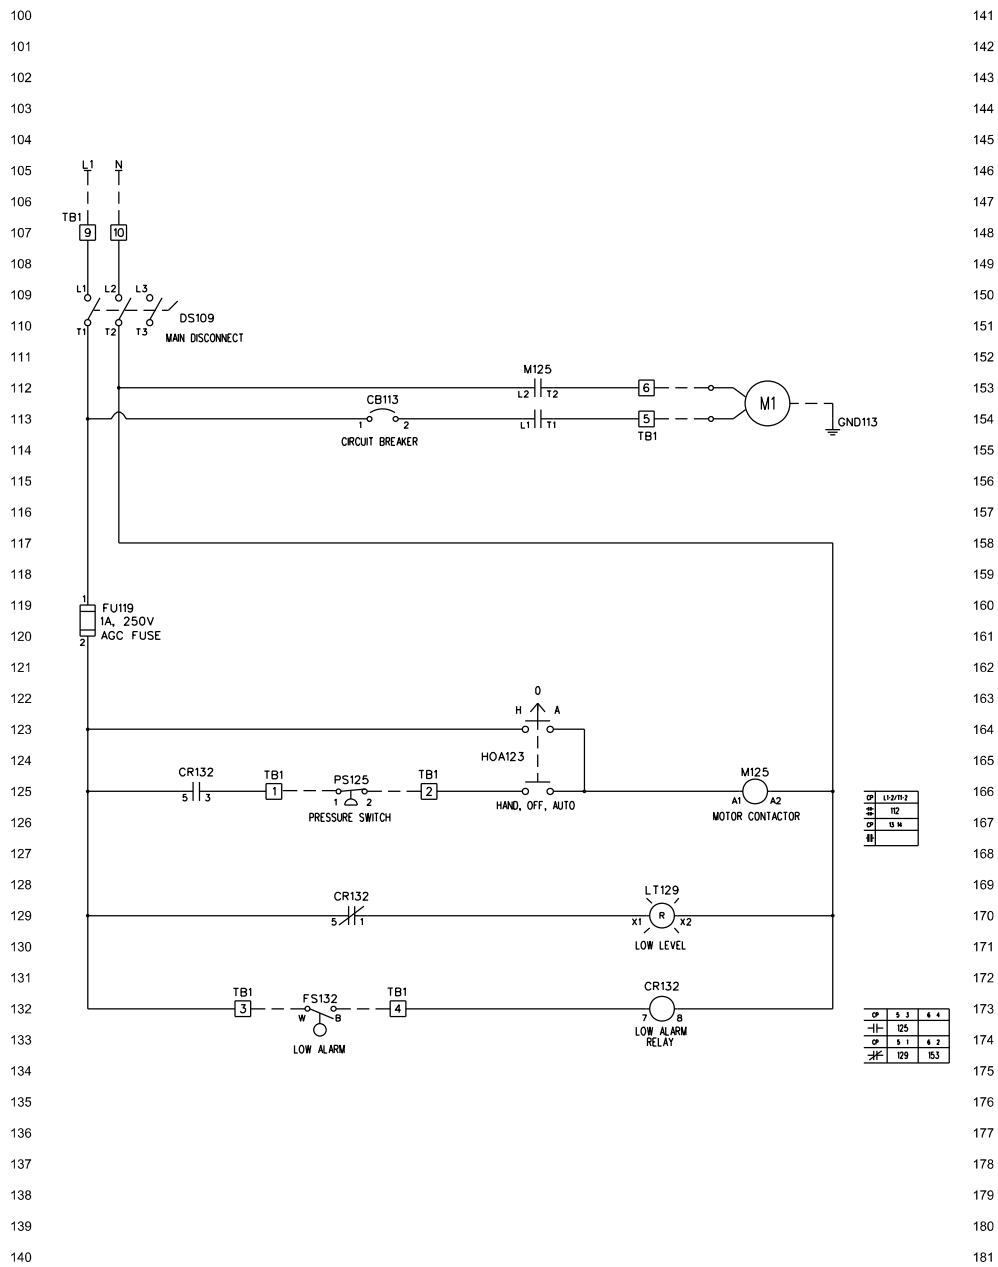 100 141
101 142
102 143
103 144
104 145
L1 N
105 146
106 147
TB1
107 9 10 148
108 149
L1 L2 L3
109 150
DS109
110 151
T1 T2 T3
MAIN DISCONNECT
111 152
M125
112 6 153
L2 T2
CB113
M1
113 1 2 L1 T1 5 154
GND113
CIRCUIT BREAKER
TB1
114 155
115 156
116 157
117 158
118 159
1
119 FU119 160
1A, 250V
120 AGC FUSE 161
2
121 162
0
122 163
H A
123 164
124 HOA123 165
CR132 TB1 PS125 TB1 M125
125 5 3 1 1 2 2 A1 A2 166
HAND, OFF, AUTO
PRESSURE SWITCH
MOTOR CONTACTOR
CP L1-2/T1-2
112
CP 13 14
126 167
127 168
128 169
CR132 LT129
129 5 1 X1 R X2 170
LOW LEVEL
130 171
131 172
TB1 FS132 TB1 CR132
132 3 W B 4 7 8 173
LOW ALARM
RELAY
LOW ALARM
CP 5 3 6 4
125
CP 5 1 6 2
129 153
133 174
134 175
135 176
136 177
137 178
138 179
139 180
140 181